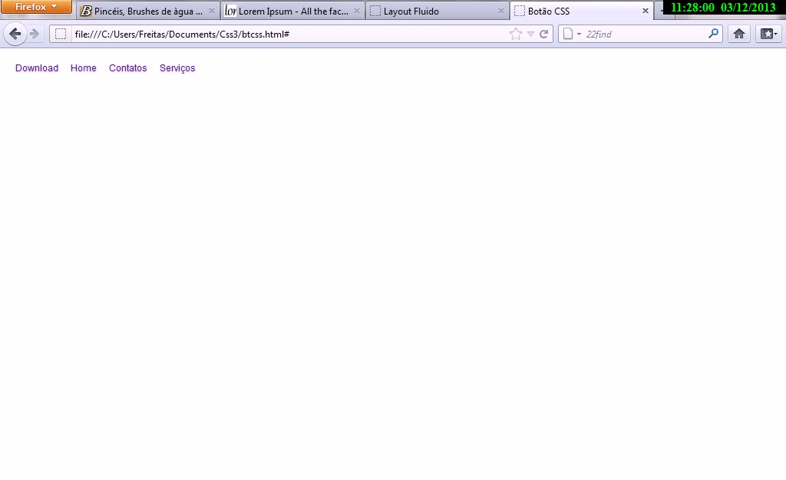 Firefox
Pincéis, Brushes de àgua ...
Lorem Ipsum - All the fac...
Layout Fluido
Botão CSS
11:28:00 03/12/2013
file:///C:/Users/Freitas/Documents/Css3/btcss.html#
22find
Download Home Contatos Serviços